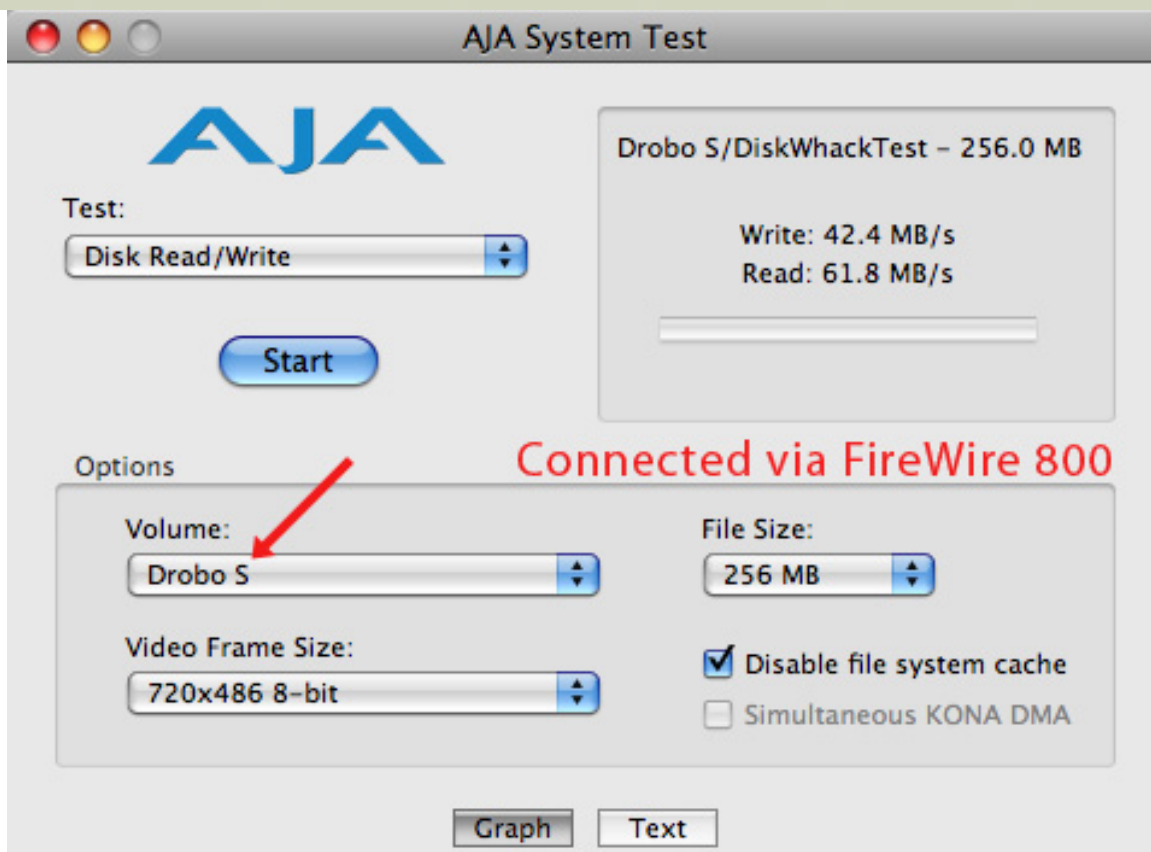 AJA System Test
AJA
Test:
Disk Read/Write
Start
Drobo S/DiskWhackTest – 256.0 MB
Write: 42.4 MB/s
Read: 61.8 MB/s
Connected via FireWire 800
Options
Volume:
Drobo S
File Size:
256 MB
Video Frame Size:
720x486 8-bit
Disable file system cache
Simultaneous KONA DMA
Graph
Text